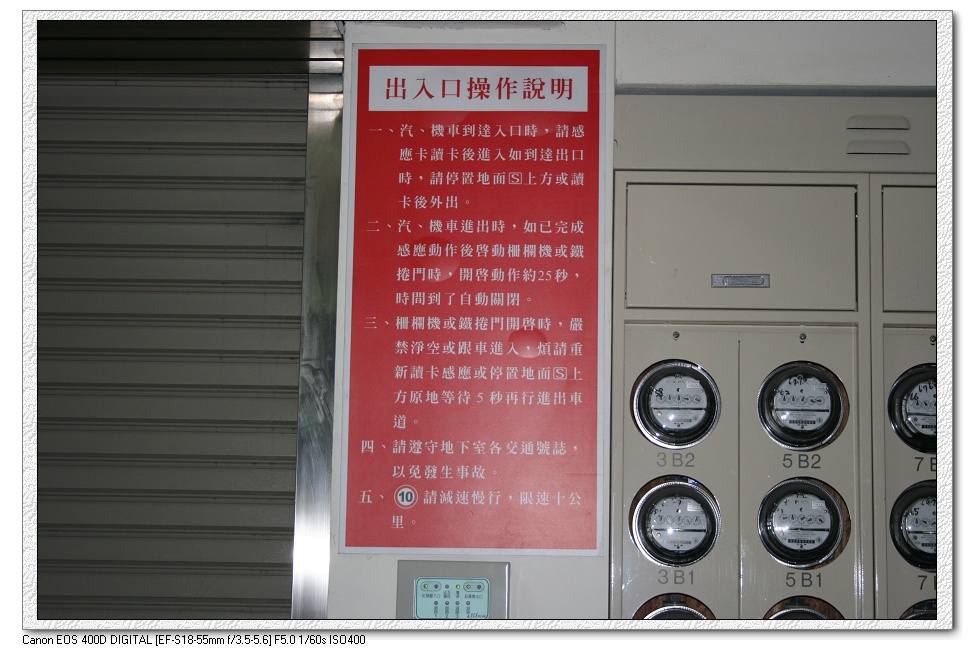 出入口操作說明
一、汽、機車到達入口時，請感
應卡讀卡後進入如到達出口
時，請停置地面🅂上方或讀
卡後外出。
二、汽、機車進出時，如已完成
感應動作後啓動柵欄機或鐵
捲門時，開啓動作約25秒，
時間到了自動關閉。
三、柵欄機或鐵捲門開啓時，嚴
禁淨空或跟車進入，煩請重
新讀卡感應或停置地面🅂上
方原地等待5秒再行進出車
道。
四、請遵守地下室各交通號誌，
以免發生事故。
五、⑩請減速慢行，限速十公
里。
3B2
5B2
3B1
5B1
Canon EOS 400D DIGITAL [EF-S18-55mm f/3.5-5.6] F5.0 1/60s ISO400